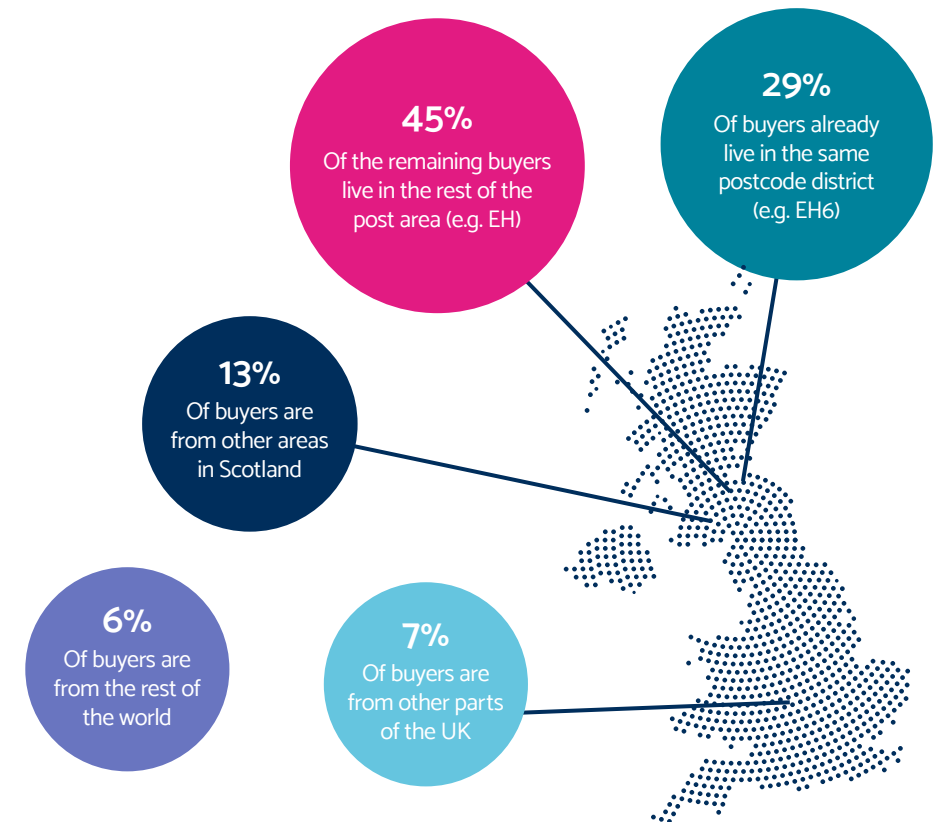 45%
Of the remaining buyers
live in the rest of the
post area (e.g. EH)
29%
Of buyers already
live in the same
postcode district
(e.g. EH6)
13%
Of buyers are
from other areas
in Scotland
6%
Of buyers are
from the rest of
the world
7%
Of buyers are
from other parts
of the UK